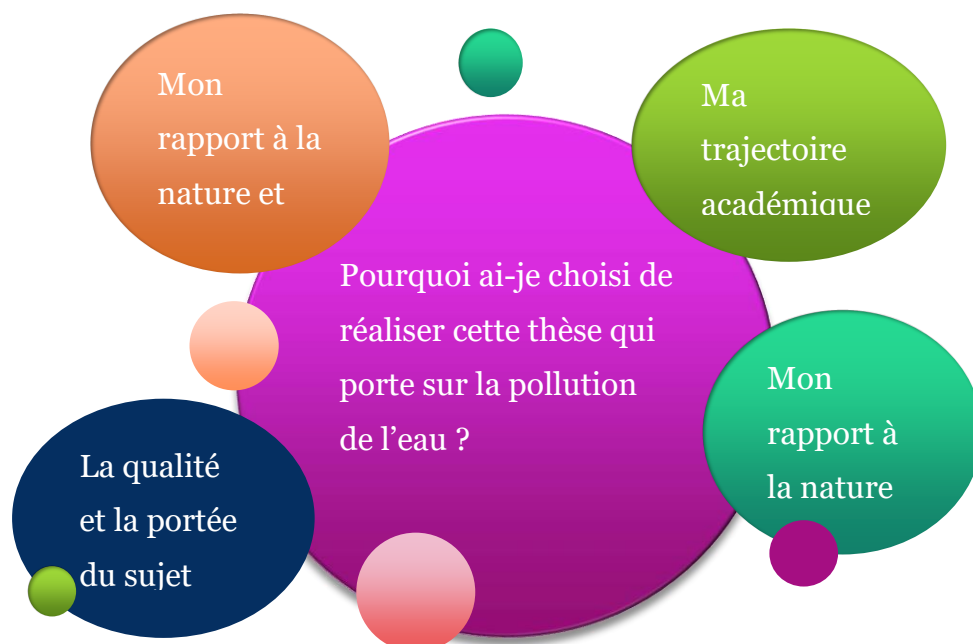 Mon
rapport à la
nature et
Ma
trajectoire
académique
Pourquoi ai-je choisi de
réaliser cette thèse qui
porte sur la pollution
de l’eau ?
Mon
rapport à
la nature
La qualité
et la portée
du sujet